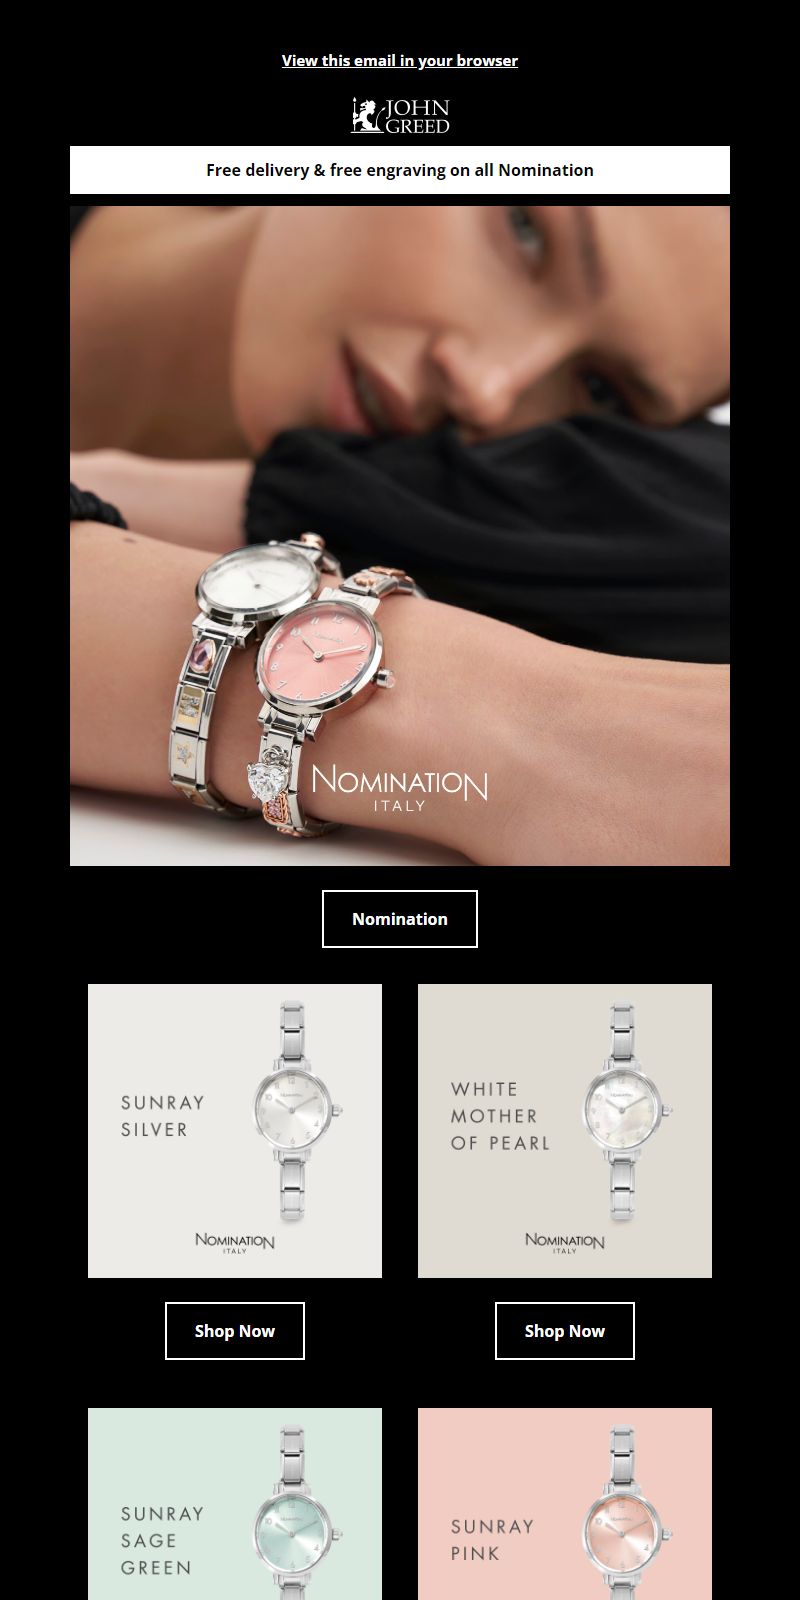 View this email in your browser
JOHN
GREED
Free delivery & free engraving on all Nomination
NOMINATION
ITALY
Nomination
SUNRAY
SILVER
NOMINATION
ITALY
WHITE
MOTHER
OF PEARL
NOMINATION
ITALY
Shop Now
Shop Now
SUNRAY
SAGE
GREEN
SUNRAY
PINK